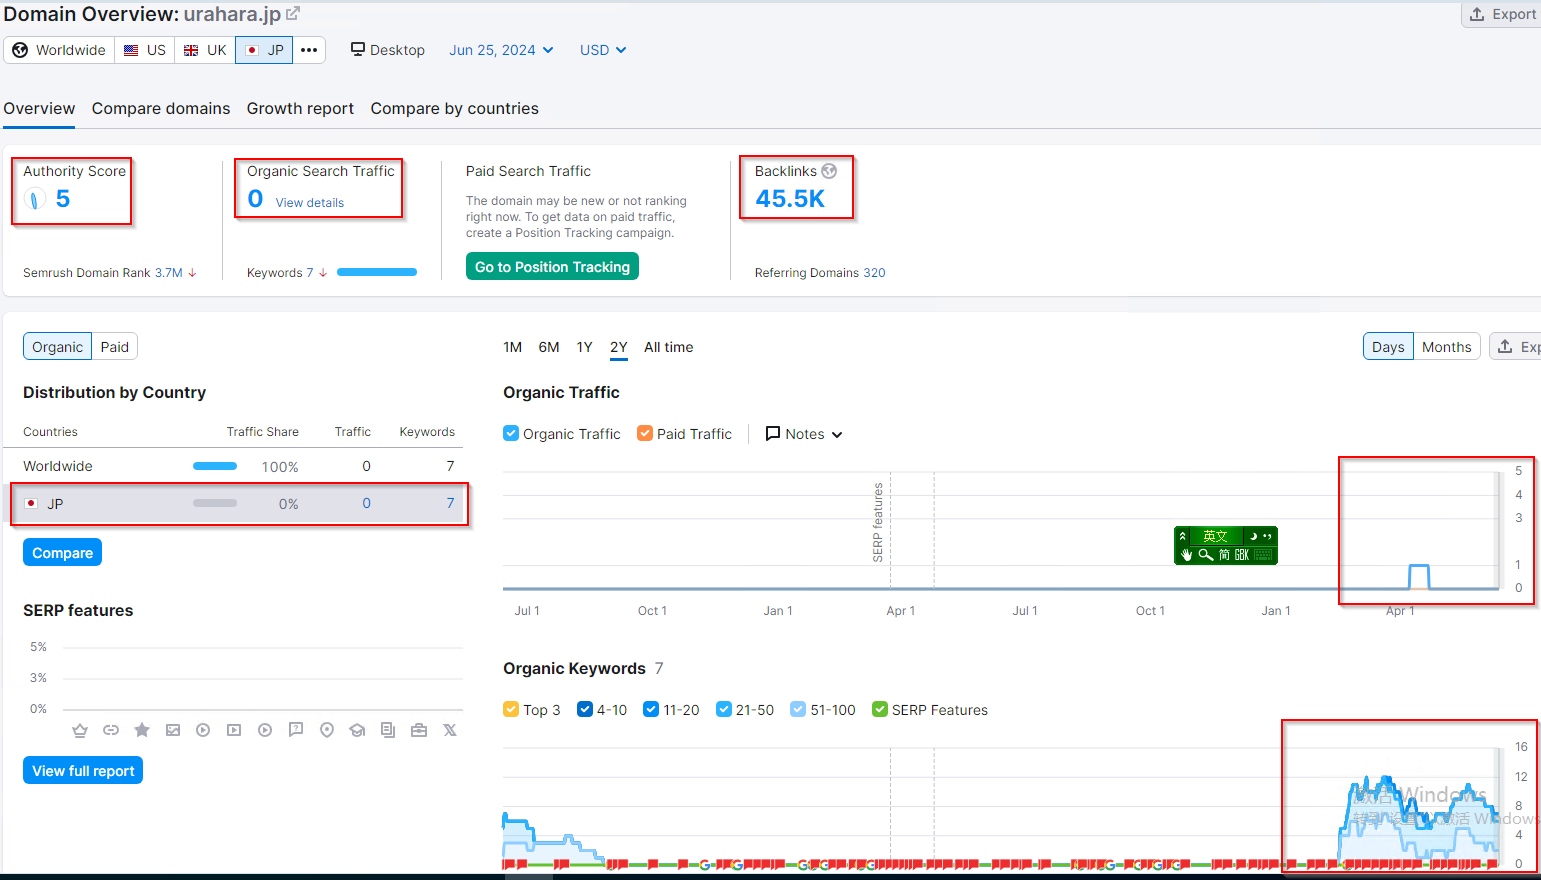 Domain Overview: urahara.jp
Export
Worldwide US UK JP ••• Desktop Jun 25, 2024 USD
Overview Compare domains Growth report Compare by countries
Authority Score
5
Semrush Domain Rank 3.7M ↓
Organic Search Traffic
0 View details
Keywords 7 ↓
Paid Search Traffic
The domain may be new or not ranking
right now. To get data on paid traffic,
create a Position Tracking campaign.
Go to Position Tracking
Backlinks
45.5K
Referring Domains 320
Organic Paid
Distribution by Country
Countries Traffic Share Traffic Keywords
Worldwide 100% 0 7
JP 0% 0 7
Compare
SERP features
5%
3%
0%
View full report
1M 6M 1Y 2Y All time
Days Months
Exp
Organic Traffic
Organic Traffic Paid Traffic Notes
SERP features
英文
简 GBK
5
4
3
1
0
Jul 1 Oct 1 Jan 1 Apr 1 Jul 1 Oct 1 Jan 1 Apr 1
Organic Keywords 7
Top 3 4-10 11-20 21-50 51-100 SERP Features
16
12
8
4
0
激活 Windows
转到"设置"以激活 Windows